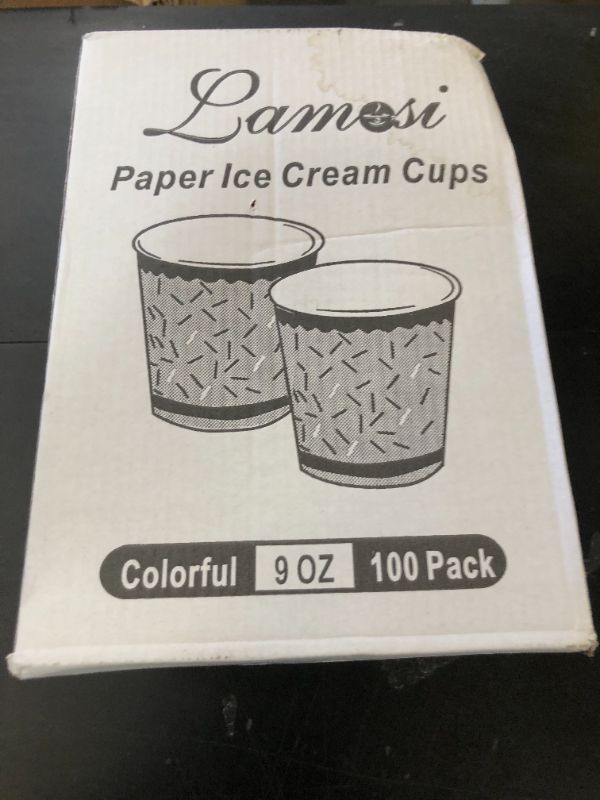 Lamosi
Paper Ice Cream Cups
Colorful 9 OZ 100 Pack